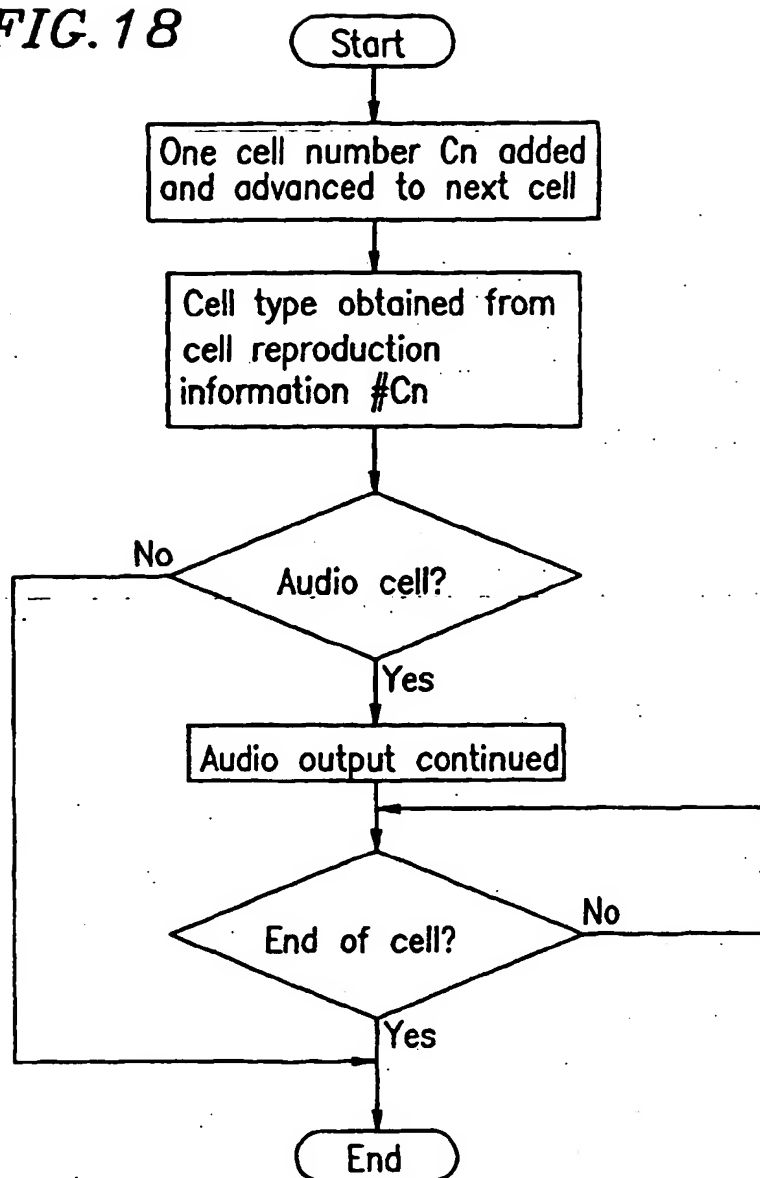 FIG.18
Start
One cell number Cn added
and advanced to next cell
Cell type obtained from
cell reproduction
information #Cn
No
Audio cell?
Yes
Audio output continued
End of cell?
No
Yes
End